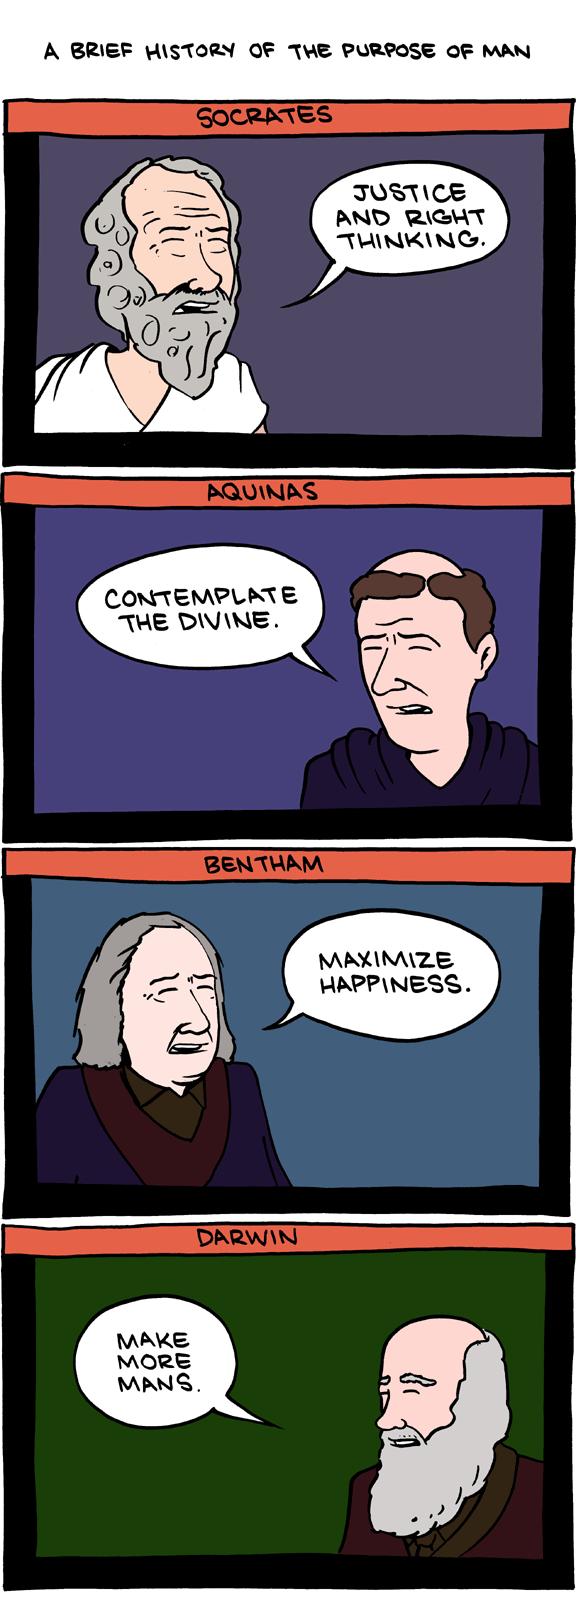 A BRIEF HISTORY OF THE PURPOSE OF MAN
SOCRATES
JUSTICE
AND RIGHT
THINKING.
AQUINAS
CONTEMPLATE
THE DIVINE.
BENTHAM
MAXIMIZE
HAPPINESS.
DARWIN
MAKE
MORE
MANS.